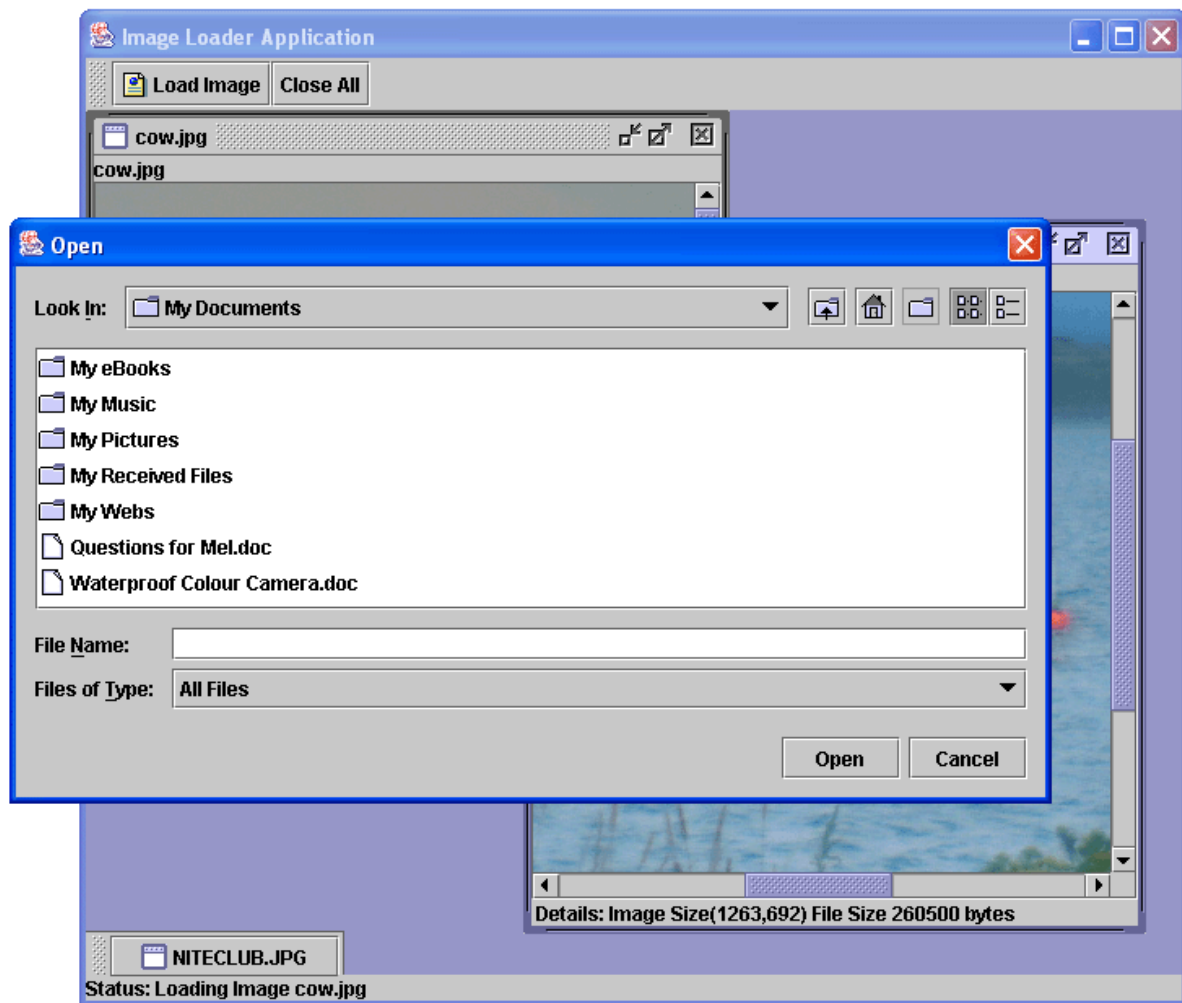 Image Loader Application
Load Image Close All
cow.jpg
cow.jpg
Open
Look In: My Documents
My eBooks
My Music
My Pictures
My Received Files
My Webs
Questions for Mel.doc
Waterproof Colour Camera.doc
File Name:
Files of Type: All Files
Open Cancel
Details: Image Size(1263,692) File Size 260500 bytes
NITECLUB.JPG
Status: Loading Image cow.jpg